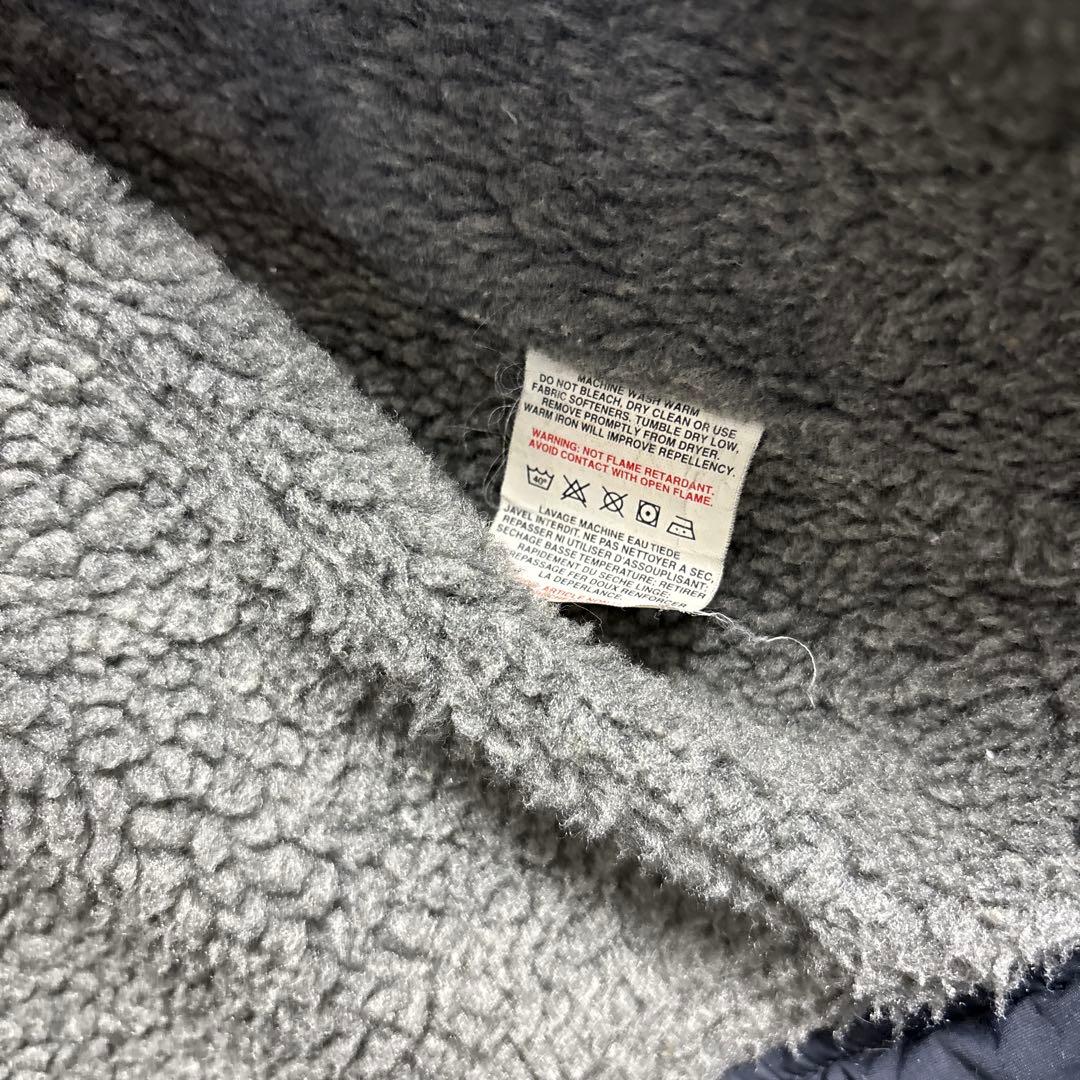 MACHINE WASH WARM
DO NOT BLEACH, DRY CLEAN OR USE
FABRIC SOFTENERS. TUMBLE DRY LOW,
REMOVE PROMPTLY FROM DRYER.
WARM IRON WILL IMPROVE REPELLENCY.
WARNING: NOT FLAME RETARDANT.
AVOID CONTACT WITH OPEN FLAME.
40°
LAVAGE MACHINE EAU TIEDE
JAVEL INTERDIT. NE PAS NETTOYER A SEC,
REPASSER NI UTILISER D'ASSOUPLISANT.
SECHAGE BASSE TEMPERATURE: RETIRER
RAPIDEMENT DU SECHE LINGE.
REPASSAGE FER DOUX RENFORCER
LA DEPERLANCE.
ARTICLE